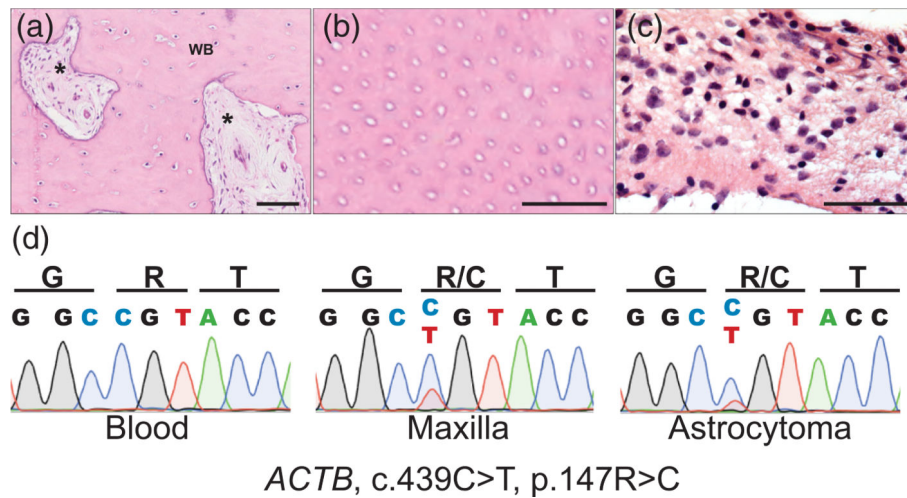 (a) (b) (c)
* WB *
(d)
G R T G R/C T G R/C T
C C
G G C C G T A C C G G C T G T A C C G G C T G T A C C
Blood Maxilla Astrocytoma
ACTB, c.439C>T, p.147R>C